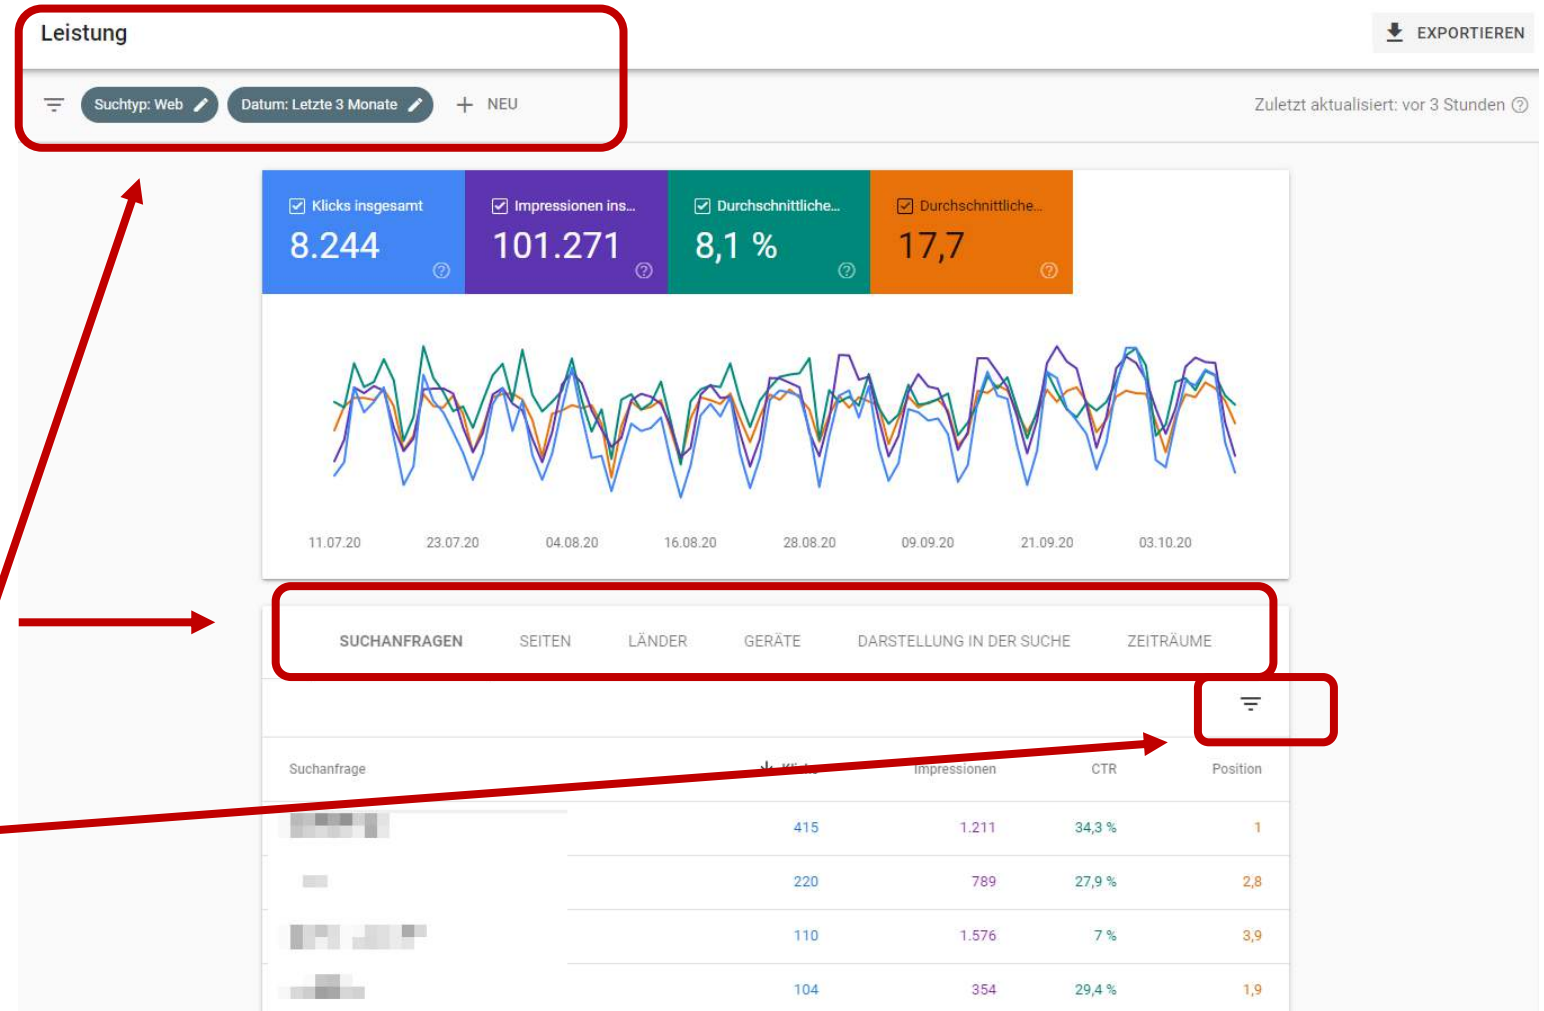 Leistung
EXPORTIEREN
Suchtyp: Web
Datum: Letzte 3 Monate
NEU
Zuletzt aktualisiert: vor 3 Stunden
Klicks insgesamt
Impressionen ins...
Durchschnittliche...
Durchschnittliche...
8.244
101.271
8,1 %
17,7
11.07.20 23.07.20 04.08.20 16.08.20 28.08.20 09.09.20 21.09.20 03.10.20
SUCHANFRAGEN SEITEN LÄNDER GERÄTE DARSTELLUNG IN DER SUCHE ZEITRÄUME
Suchanfrage Impressionen CTR Position
415 1.211 34,3 % 1
220 789 27,9 % 2,8
110 1.576 7 % 3,9
104 354 29,4 % 1,9